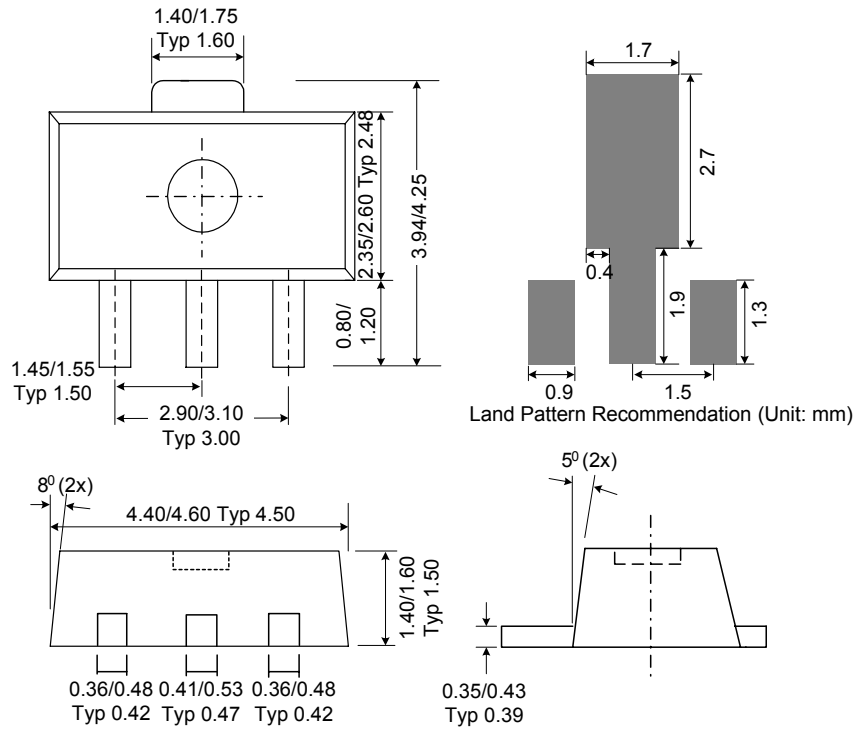 1.40/1.75
Typ 1.60
2.35/2.60 Typ 2.48
3.94/4.25
0.80/
1.20
1.45/1.55
Typ 1.50
2.90/3.10
Typ 3.00
1.7
2.7
0.4
1.9
1.3
0.9
1.5
Land Pattern Recommendation (Unit: mm)
8⁰ (2x)
4.40/4.60 Typ 4.50
1.40/1.60
Typ 1.50
0.36/0.48 0.41/0.53 0.36/0.48
Typ 0.42 Typ 0.47 Typ 0.42
5⁰ (2x)
0.35/0.43
Typ 0.39